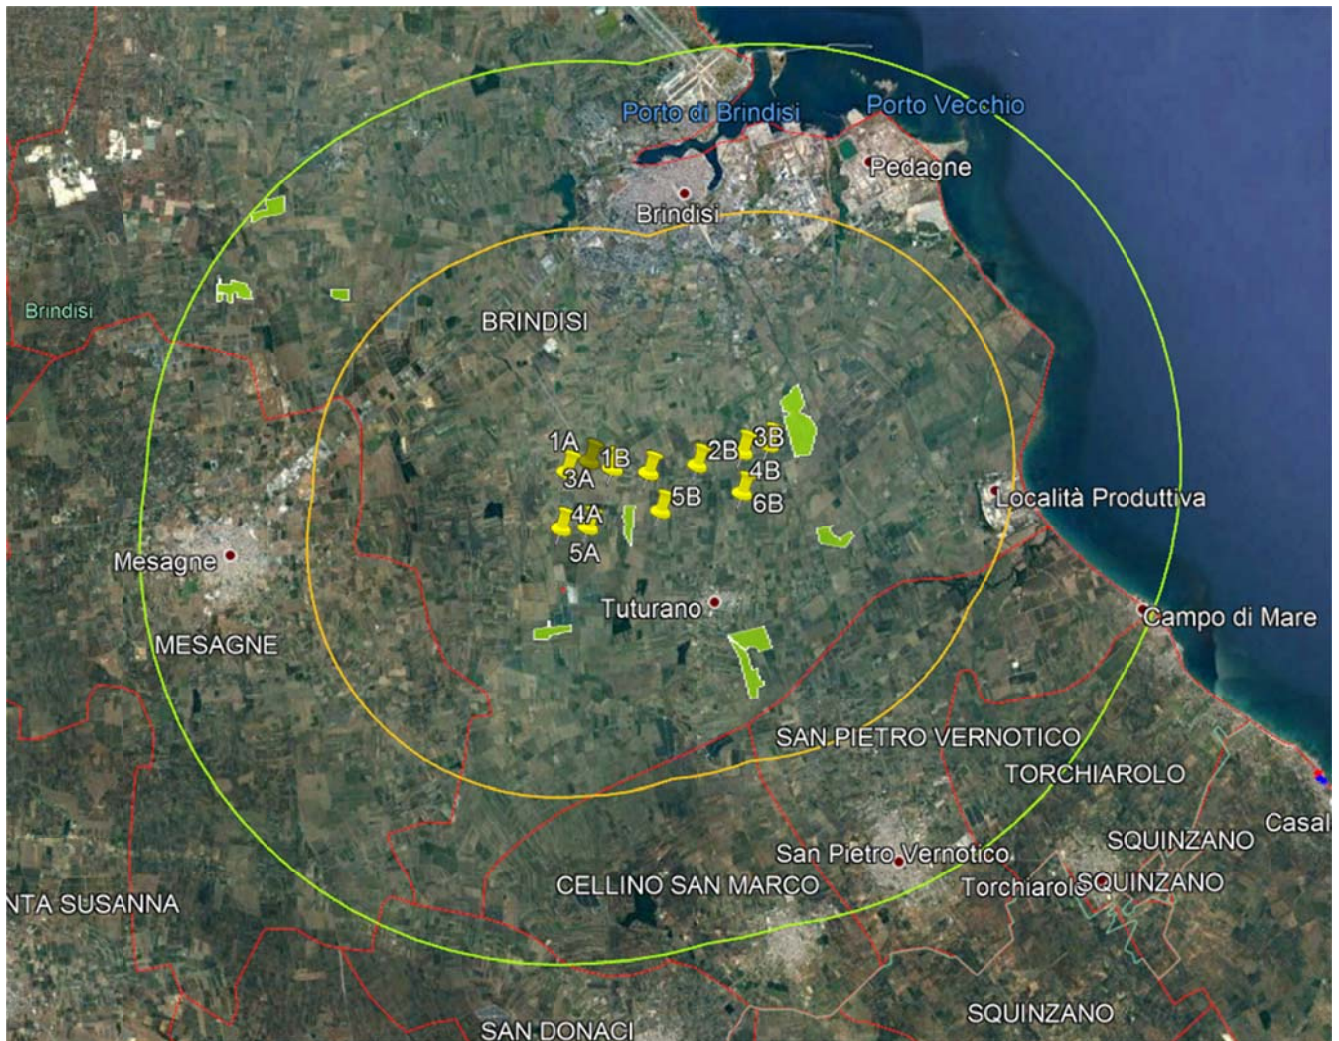 Porto di Brindisi
Porto Vecchio
Pedagne
Brindisi
Brindisi
BRINDISI
1A
1B
2B
3B
3A
4B
5B
6B
4A
5A
Località Produttiva
Mesagne
Tuturano
Campo di Mare
MESAGNE
SAN PIETRO VERNOTICO
TORCHIAROLO
Casal
SQUINZANO
San Pietro Vernotico
CELLINO SAN MARCO
Torchiarolo
SQUINZANO
NTA SUSANNA
SQUINZANO
SAN DONACI